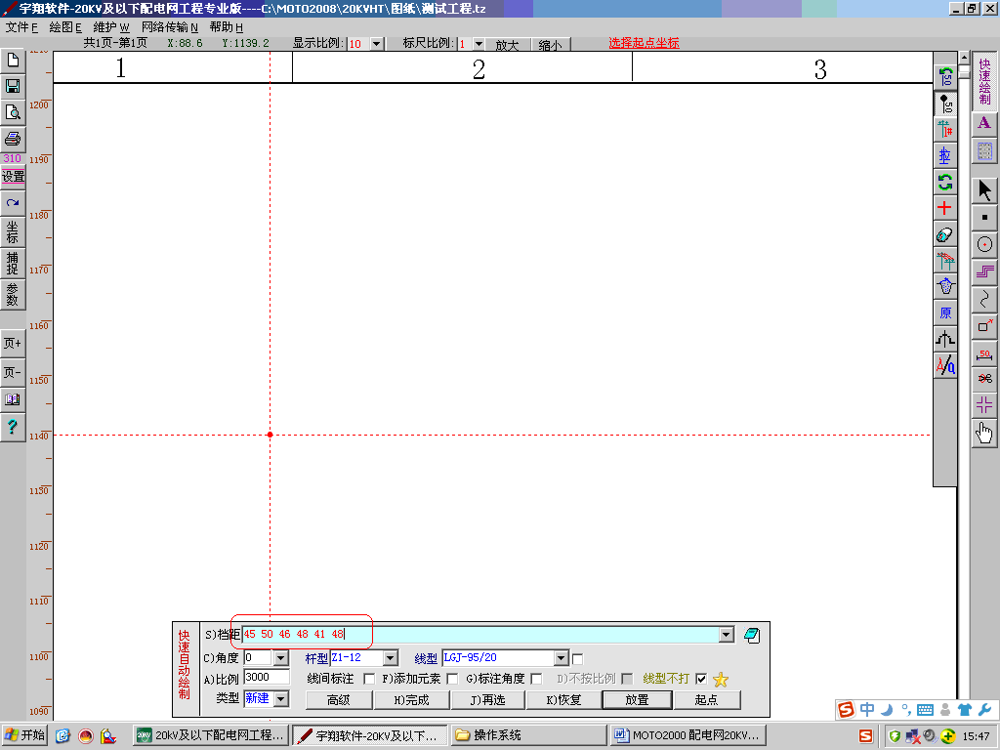 宇翔软件-20KV及以下配电网工程专业版----C:\MOTO2008\20KVHT\图纸\测试工程.tz
文件F 绘图E 维护W 网络传输N 帮助H
共1页-第1页 X:88.6 Y:1139.2 显示比例: 10 标尺比例: 1 放大 缩小 选择起点坐标
1 2 3
310
设置
坐标
捕捉
参数
页+
页-
?
1200
1190
1180
1170
1160
1150
1140
1130
1120
1110
1100
1090
50
50
拉
原
A/Q
快速绘制
A
50
快速自动绘制
S)档距 45 50 46 48 41 48
C)角度 0 杆型 Z1-12 线型 LGJ-95/20
A)比例 3000 线间标注 F)添加元素 G)标注角度 D)不按比例 线型不打
类型 新建 高级 H)完成 J)再选 K)恢复 放置 起点
中
开始 20kV及以下配电网工程... 宇翔软件-20KV及以下... 操作系统 MOTO2000 配电网20KV... 15:47